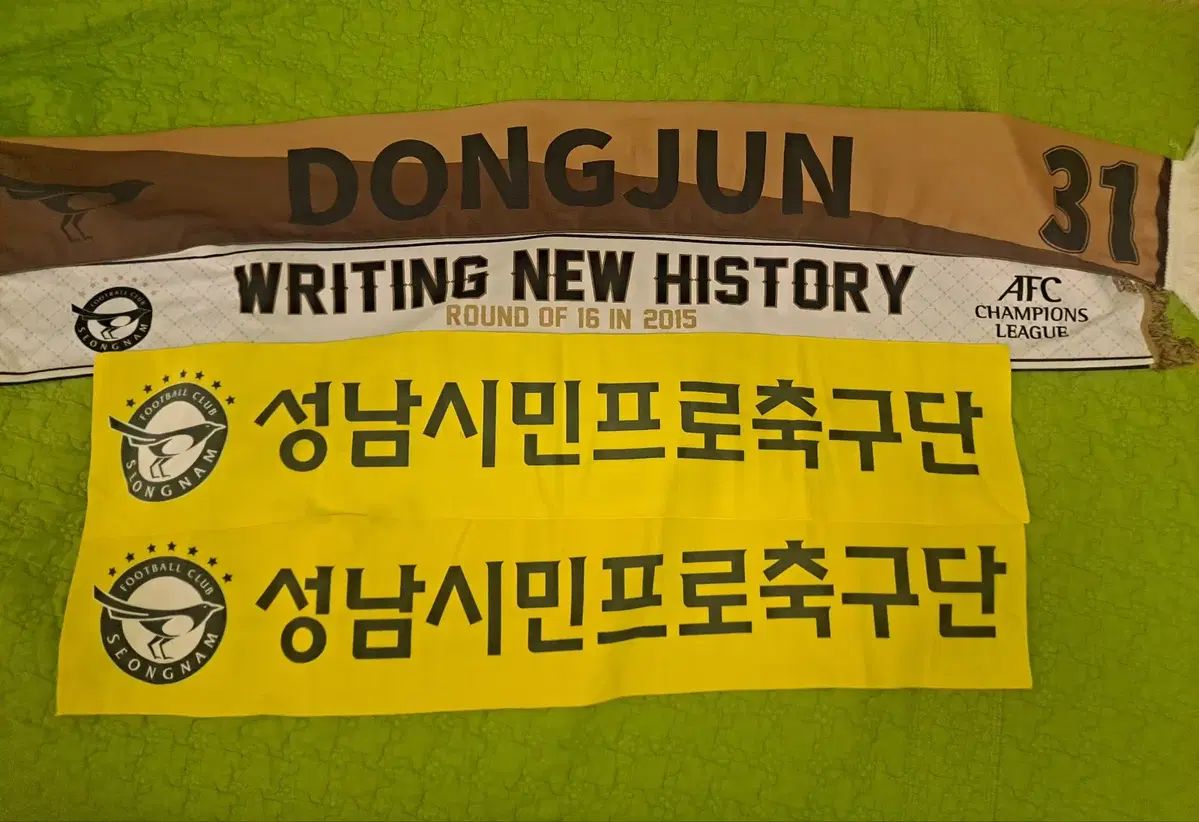 DONGJUN
31
WRITING NEW HISTORY
ROUND OF 16 IN 2015
FOOTBALL CLUB
SEONGNAM
AFC
CHAMPIONS
LEAGUE
FOOTBALL CLUB
SEONGNAM
성남시민프로축구단
FOOTBALL CLUB
SEONGNAM
성남시민프로축구단